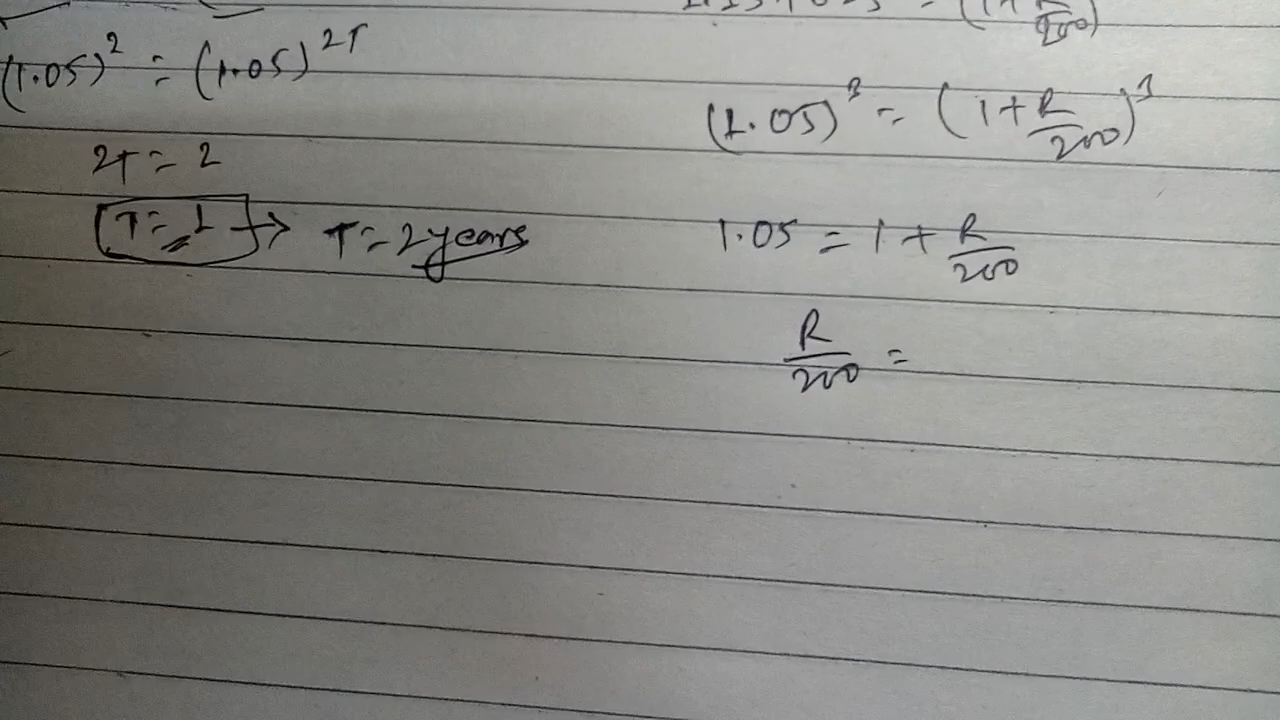 (1.05)^2 = (1.05)^2T
2T = 2
T = 1 → T = 2 years
(1.05)^3 = (1 + R/200)^3
1.05 = 1 + R/200
R/200 =